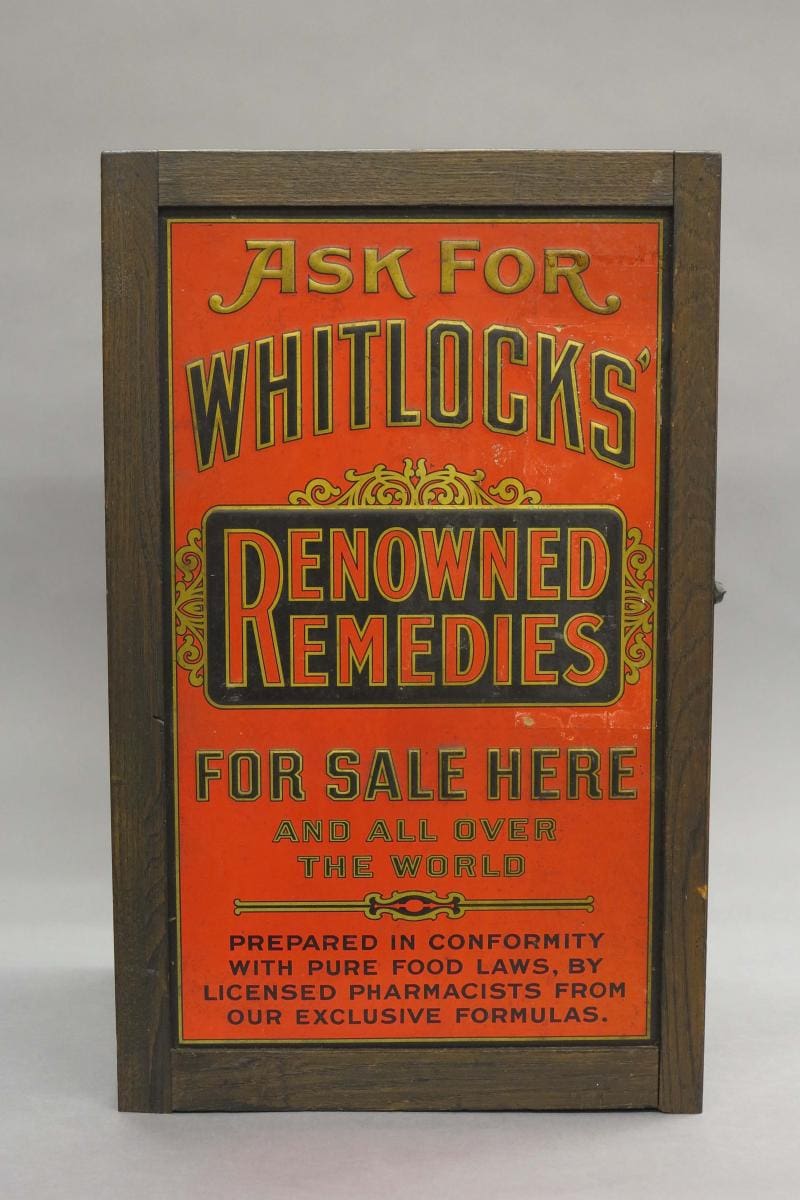 ASK FOR
WHITLOCKS'
RENOWNED
REMEDIES
FOR SALE HERE
AND ALL OVER
THE WORLD
PREPARED IN CONFORMITY
WITH PURE FOOD LAWS, BY
LICENSED PHARMACISTS FROM
OUR EXCLUSIVE FORMULAS.